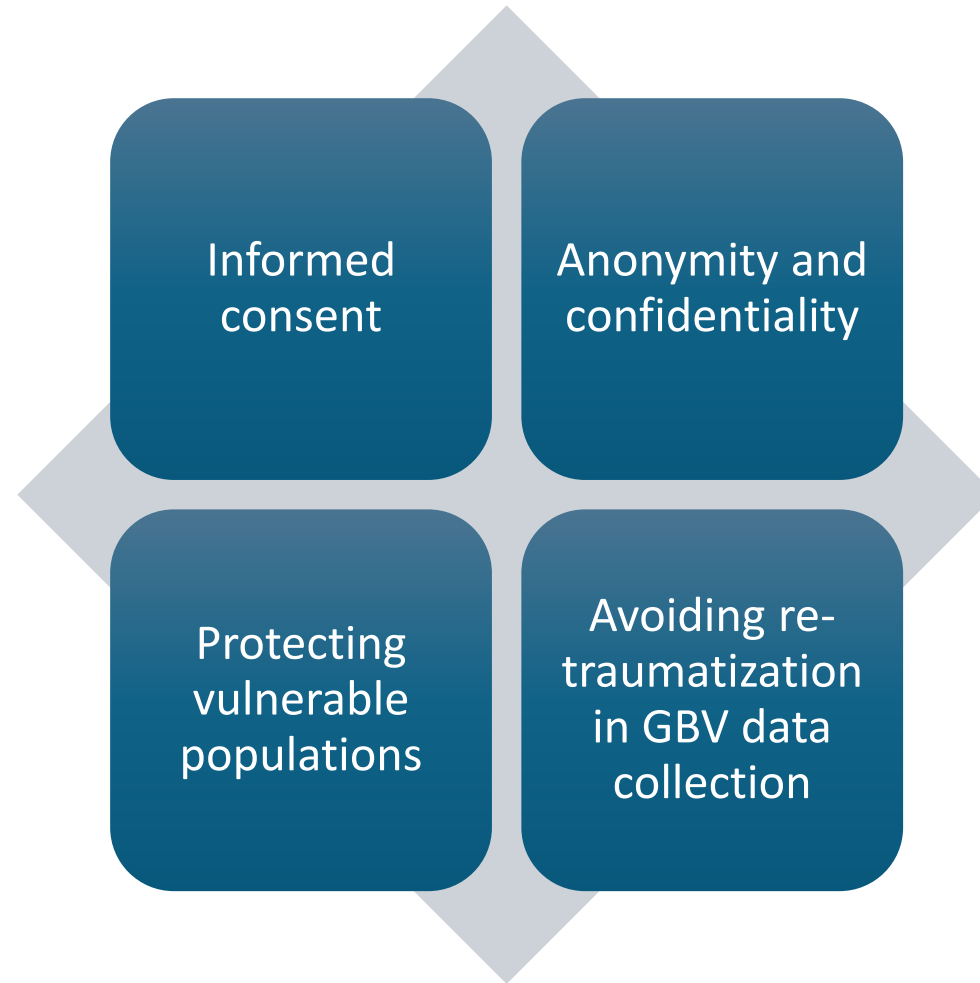 Informed
consent
Anonymity and
confidentiality
Protecting
vulnerable
populations
Avoiding re-
traumatization
in GBV data
collection